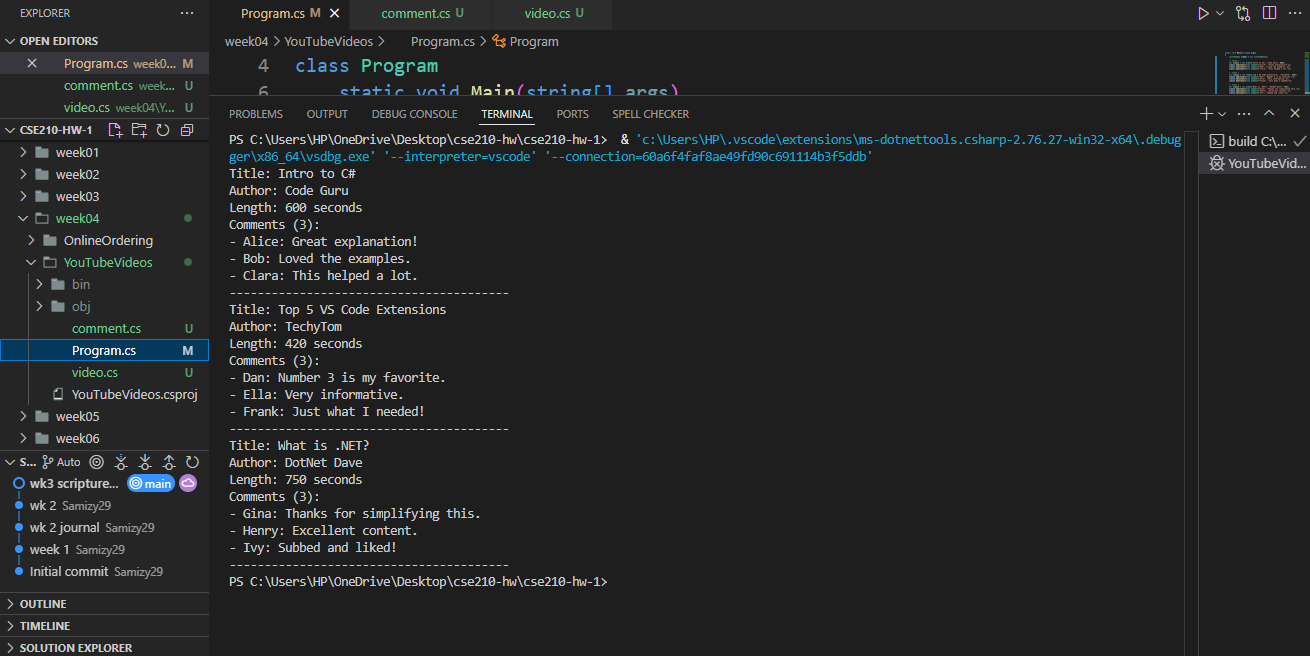 EXPLORER
OPEN EDITORS
Program.cs week0... M
comment.cs week... U
video.cs week04\Y... U
CSE210-HW-1
week01
week02
week03
week04
OnlineOrdering
YouTubeVideos
bin
obj
comment.cs U
Program.cs M
video.cs U
YouTubeVideos.csproj
week05
week06
S... Auto
wk3 scripture... main
wk 2 Samizy29
wk 2 journal Samizy29
week 1 Samizy29
Initial commit Samizy29
OUTLINE
TIMELINE
SOLUTION EXPLORER
Program.cs M
comment.cs U
video.cs U
week04 > YouTubeVideos > Program.cs > Program
4 class Program
6 static void Main(string[] args)
PROBLEMS OUTPUT DEBUG CONSOLE TERMINAL PORTS SPELL CHECKER
PS C:\Users\HP\OneDrive\Desktop\cse210-hw\cse210-hw-1> & 'c:\Users\HP\.vscode\extensions\ms-dotnettools.csharp-2.76.27-win32-x64\.debug
ger\x86_64\vsdbg.exe' '--interpreter=vscode' '--connection=60a6f4faf8ae49fd90c691114b3f5ddb'
Title: Intro to C#
Author: Code Guru
Length: 600 seconds
Comments (3):
- Alice: Great explanation!
- Bob: Loved the examples.
- Clara: This helped a lot.
----------------------------------------
Title: Top 5 VS Code Extensions
Author: TechyTom
Length: 420 seconds
Comments (3):
- Dan: Number 3 is my favorite.
- Ella: Very informative.
- Frank: Just what I needed!
----------------------------------------
Title: What is .NET?
Author: DotNet Dave
Length: 750 seconds
Comments (3):
- Gina: Thanks for simplifying this.
- Henry: Excellent content.
- Ivy: Subbed and liked!
----------------------------------------
PS C:\Users\HP\OneDrive\Desktop\cse210-hw\cse210-hw-1>
build C:\...
YouTubeVid...